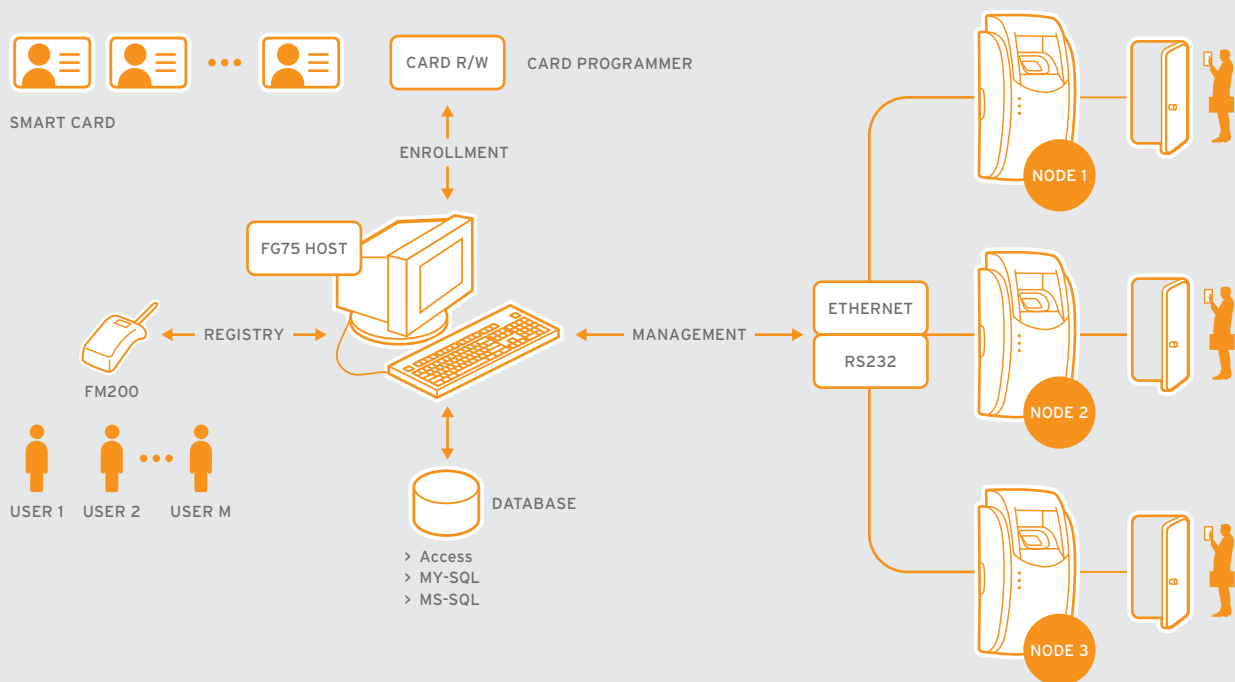 SMART CARD
CARD R/W
CARD PROGRAMMER
ENROLLMENT
FG75 HOST
REGISTRY
FM200
USER 1
USER 2
USER M
MANAGEMENT
DATABASE
> Access
> MY-SQL
> MS-SQL
ETHERNET
RS232
NODE 1
NODE 2
NODE 3